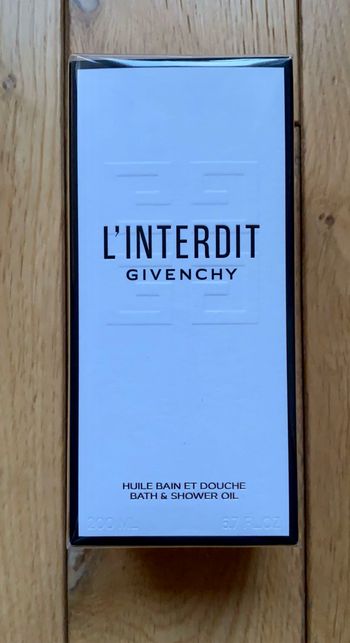 L'INTERDIT
GIVENCHY
HUILE BAIN ET DOUCHE
BATH & SHOWER OIL
200 ML 6.7 FL.OZ